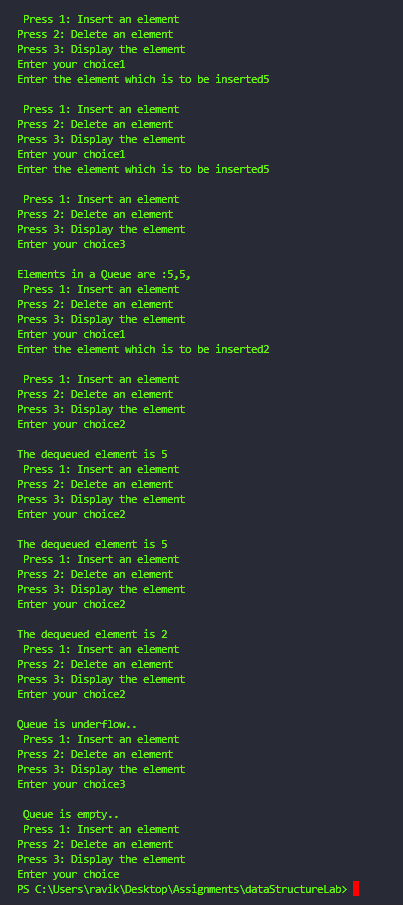 Press 1: Insert an element
Press 2: Delete an element
Press 3: Display the element
Enter your choice1
Enter the element which is to be inserted5
Press 1: Insert an element
Press 2: Delete an element
Press 3: Display the element
Enter your choice1
Enter the element which is to be inserted5
Press 1: Insert an element
Press 2: Delete an element
Press 3: Display the element
Enter your choice3
Elements in a Queue are :5,5,
Press 1: Insert an element
Press 2: Delete an element
Press 3: Display the element
Enter your choice1
Enter the element which is to be inserted2
Press 1: Insert an element
Press 2: Delete an element
Press 3: Display the element
Enter your choice2
The dequeued element is 5
Press 1: Insert an element
Press 2: Delete an element
Press 3: Display the element
Enter your choice2
The dequeued element is 5
Press 1: Insert an element
Press 2: Delete an element
Press 3: Display the element
Enter your choice2
The dequeued element is 2
Press 1: Insert an element
Press 2: Delete an element
Press 3: Display the element
Enter your choice2
Queue is underflow..
Press 1: Insert an element
Press 2: Delete an element
Press 3: Display the element
Enter your choice3
Queue is empty..
Press 1: Insert an element
Press 2: Delete an element
Press 3: Display the element
Enter your choice
PS C:\Users\ravik\Desktop\Assignments\dataStructureLab>